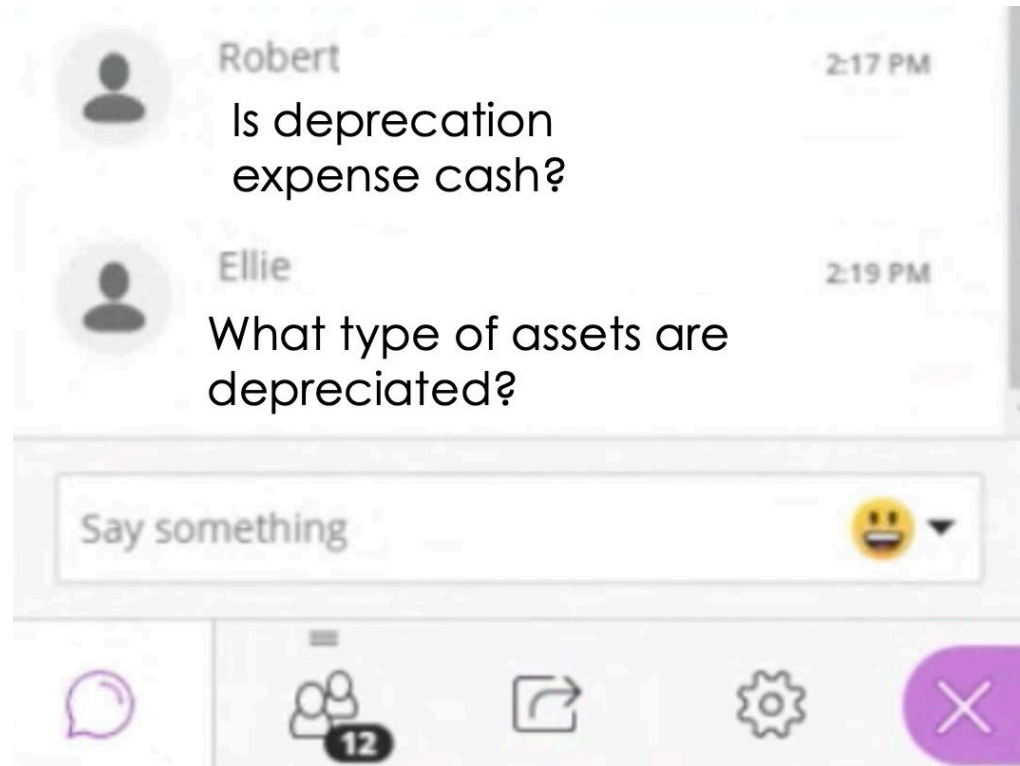 Robert 2:17 PM
Is deprecation
expense cash?
Ellie 2:19 PM
What type of assets are
depreciated?
Say something
12